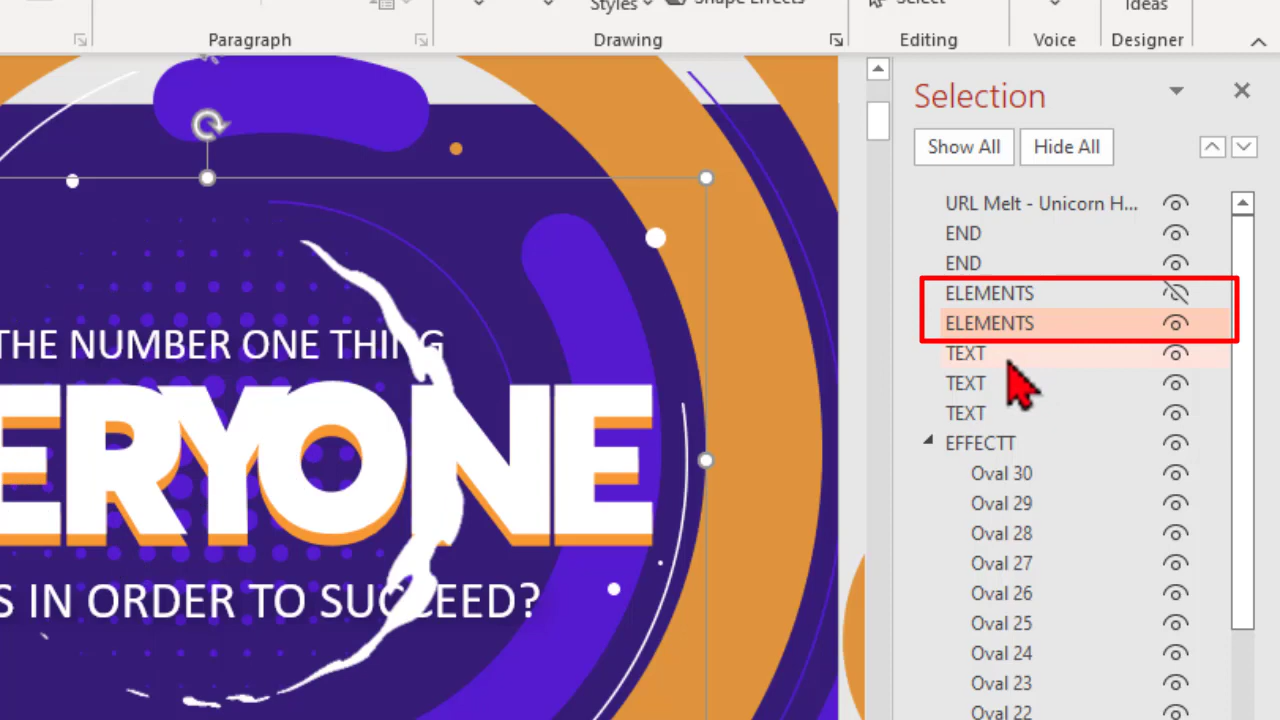 Styles
Shape Effects
Select
Ideas
Paragraph
Drawing
Editing
Voice
Designer
Selection
Show All
Hide All
URL Melt - Unicorn H...
END
END
ELEMENTS
ELEMENTS
TEXT
TEXT
TEXT
EFFECTT
Oval 30
Oval 29
Oval 28
Oval 27
Oval 26
Oval 25
Oval 24
Oval 23
Oval 22
THE NUMBER ONE THING
ERYONE
S IN ORDER TO SUCCEED?